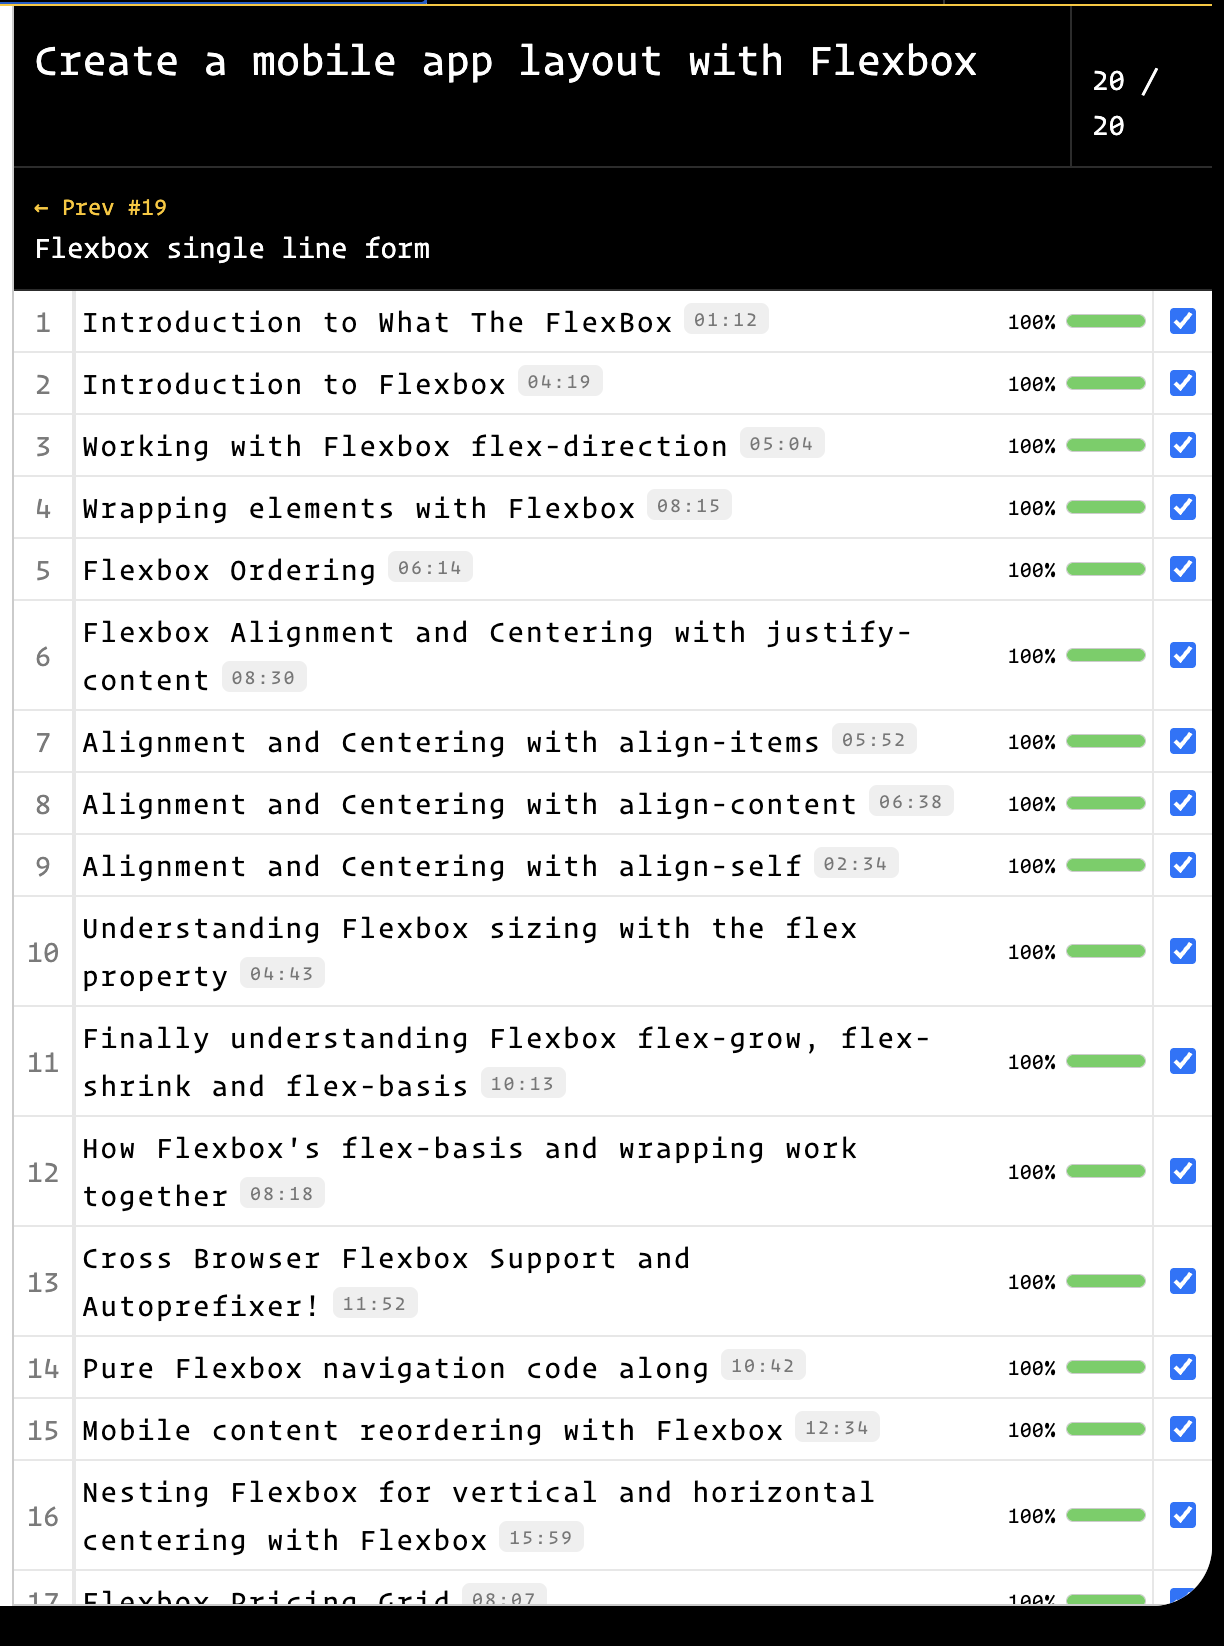 Create a mobile app layout with Flexbox
20 /
20
← Prev #19
Flexbox single line form
1 Introduction to What The FlexBox 01:12 100%
2 Introduction to Flexbox 04:19 100%
3 Working with Flexbox flex-direction 05:04 100%
4 Wrapping elements with Flexbox 08:15 100%
5 Flexbox Ordering 06:14 100%
6 Flexbox Alignment and Centering with justify-
content 08:30 100%
7 Alignment and Centering with align-items 05:52 100%
8 Alignment and Centering with align-content 06:38 100%
9 Alignment and Centering with align-self 02:34 100%
10 Understanding Flexbox sizing with the flex
property 04:43 100%
11 Finally understanding Flexbox flex-grow, flex-
shrink and flex-basis 10:13 100%
12 How Flexbox's flex-basis and wrapping work
together 08:18 100%
13 Cross Browser Flexbox Support and
Autoprefixer! 11:52 100%
14 Pure Flexbox navigation code along 10:42 100%
15 Mobile content reordering with Flexbox 12:34 100%
16 Nesting Flexbox for vertical and horizontal
centering with Flexbox 15:59 100%
17 Flexbox Pricing Grid 08:07 100%